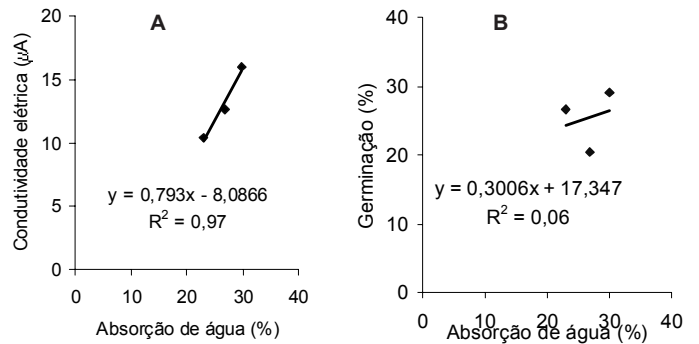 A
Condutividade elétrica (µA)
20
15
10
5
0
y = 0,793x - 8,0866
R² = 0,97
0 10 20 30 40
Absorção de água (%)
B
Germinação (%)
40
30
20
10
0
y = 0,3006x + 17,347
R² = 0,06
0 10 20 30 40
Absorção de água (%)